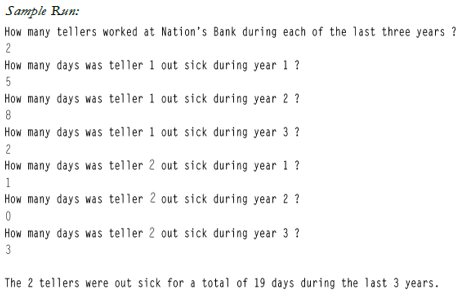 Sample Run:
How many tellers worked at Nation's Bank during each of the last three years ?
2
How many days was teller 1 out sick during year 1 ?
5
How many days was teller 1 out sick during year 2 ?
8
How many days was teller 1 out sick during year 3 ?
2
How many days was teller 2 out sick during year 1 ?
1
How many days was teller 2 out sick during year 2 ?
0
How many days was teller 2 out sick during year 3 ?
3
The 2 tellers were out sick for a total of 19 days during the last 3 years.